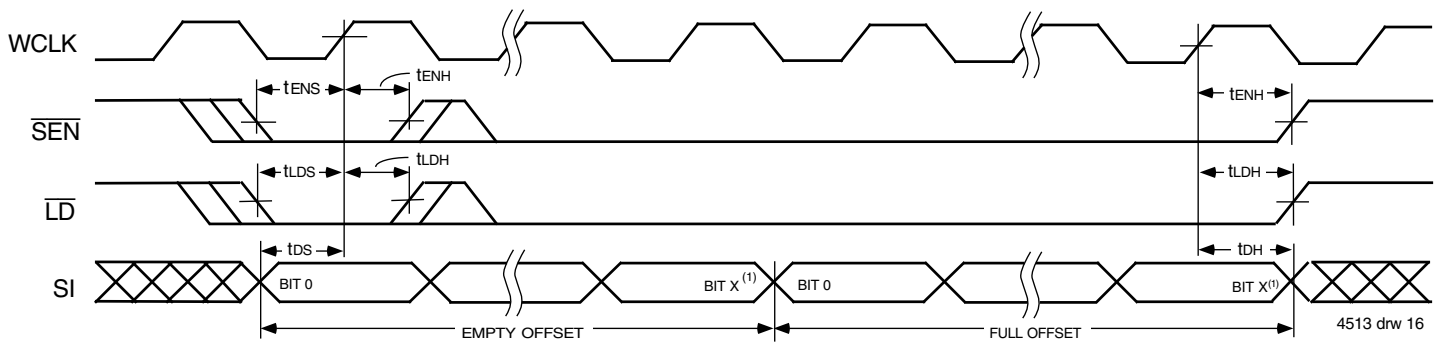 WCLK
tENS
tENH
tENH
SEN
tLDS
tLDH
tLDH
LD
tDS
tDH
SI
BIT 0
BIT X(1)
BIT 0
BIT X(1)
EMPTY OFFSET
FULL OFFSET
4513 drw 16